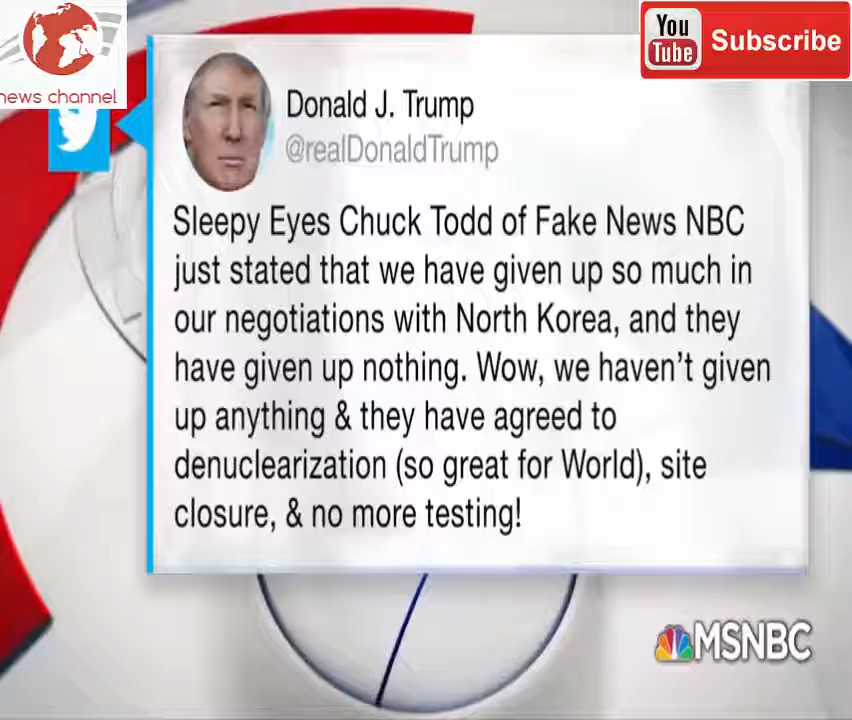 You
Tube
Subscribe
news channel
Donald J. Trump
@realDonaldTrump
Sleepy Eyes Chuck Todd of Fake News NBC
just stated that we have given up so much in
our negotiations with North Korea, and they
have given up nothing. Wow, we haven't given
up anything & they have agreed to
denuclearization (so great for World), site
closure, & no more testing!
MSNBC